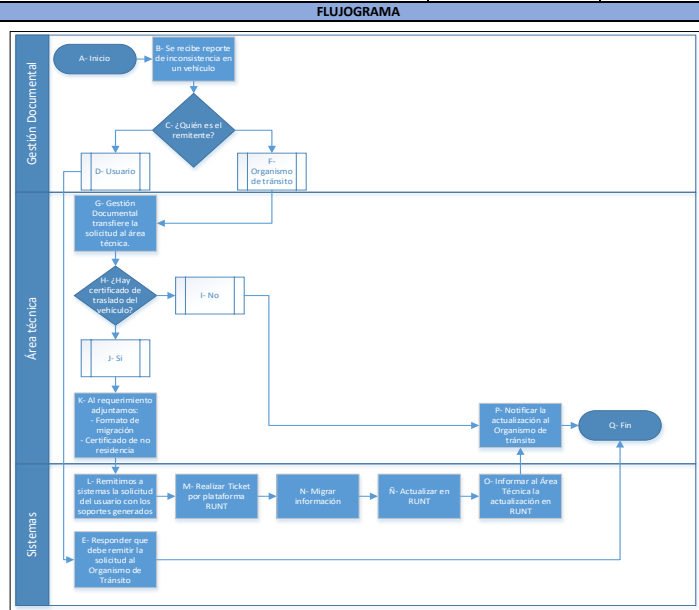 FLUJOGRAMA
Gestión Documental
A- Inicio
B- Se recibe reporte
de inconsistencia en
un vehículo
C- ¿Quién es el
remitente?
D- Usuario
F-
Organismo
de tránsito
Área técnica
G- Gestión
Documental
transfiere la
solicitud al área
técnica.
H- ¿Hay
certificado de
traslado del
vehículo?
I- No
J- Si
K- Al requerimiento
adjuntamos:
- Formato de
migración
- Certificado de no
residencia
P- Notificar la
actualización al
Organismo de
tránsito
Q- Fin
Sistemas
L- Remitimos a
sistemas la solicitud
del usuario con los
soportes generados
M- Realizar Ticket
por plataforma
RUNT
N- Migrar
información
Ñ- Actualizar en
RUNT
O- Informar al Área
Técnica la
actualización en
RUNT
E- Responder que
debe remitir la
solicitud al
Organismo de
Tránsito